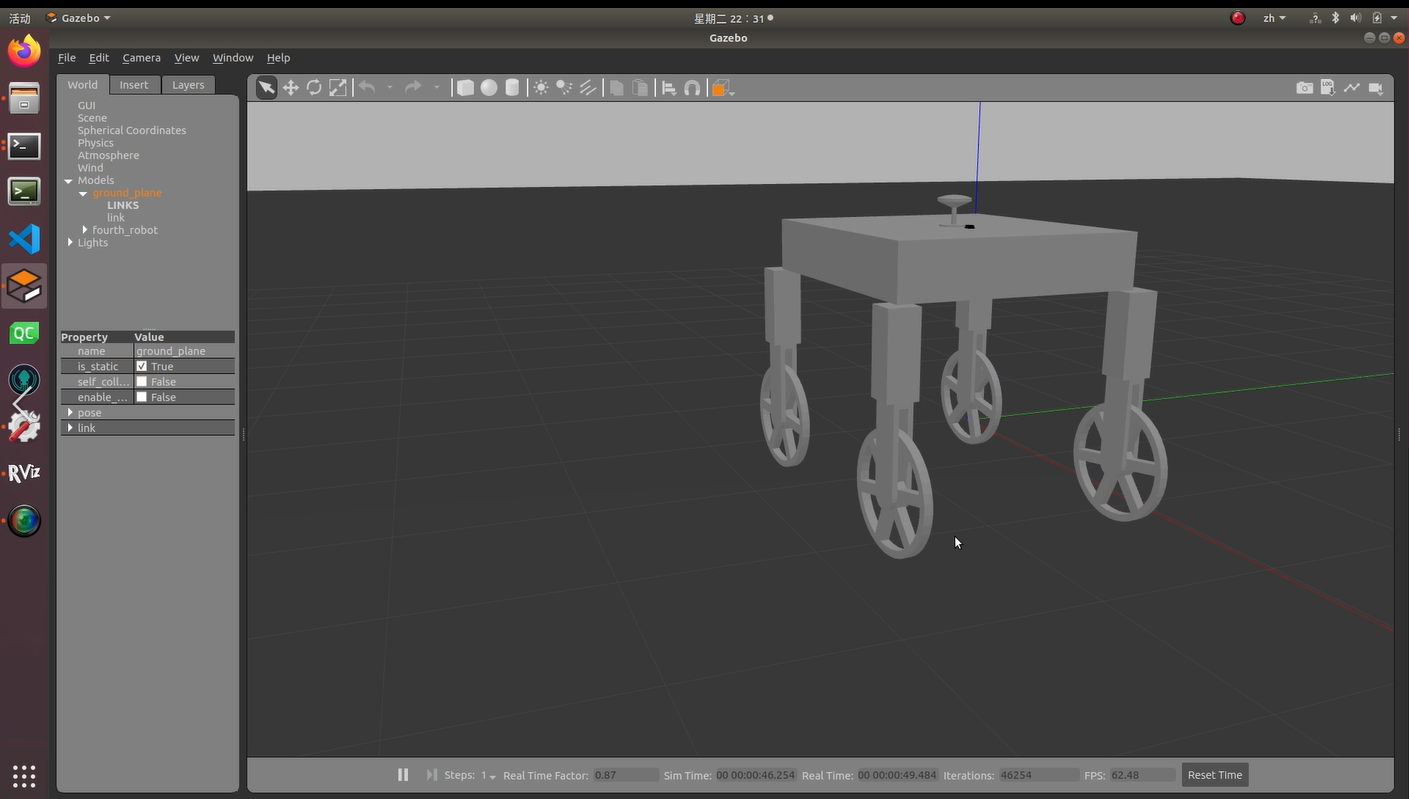 活动
Gazebo
星期二 22：31
zh
Gazebo
File Edit Camera View Window Help
World Insert Layers
GUI
Scene
Spherical Coordinates
Physics
Atmosphere
Wind
Models
ground_plane
LINKS
link
fourth_robot
Lights
Property Value
name ground_plane
is_static True
self_coll... False
enable_... False
pose
link
QC
RViz
LOG
Steps: 1 Real Time Factor: 0.87 Sim Time: 00 00:00:46.254 Real Time: 00 00:00:49.484 Iterations: 46254 FPS: 62.48 Reset Time